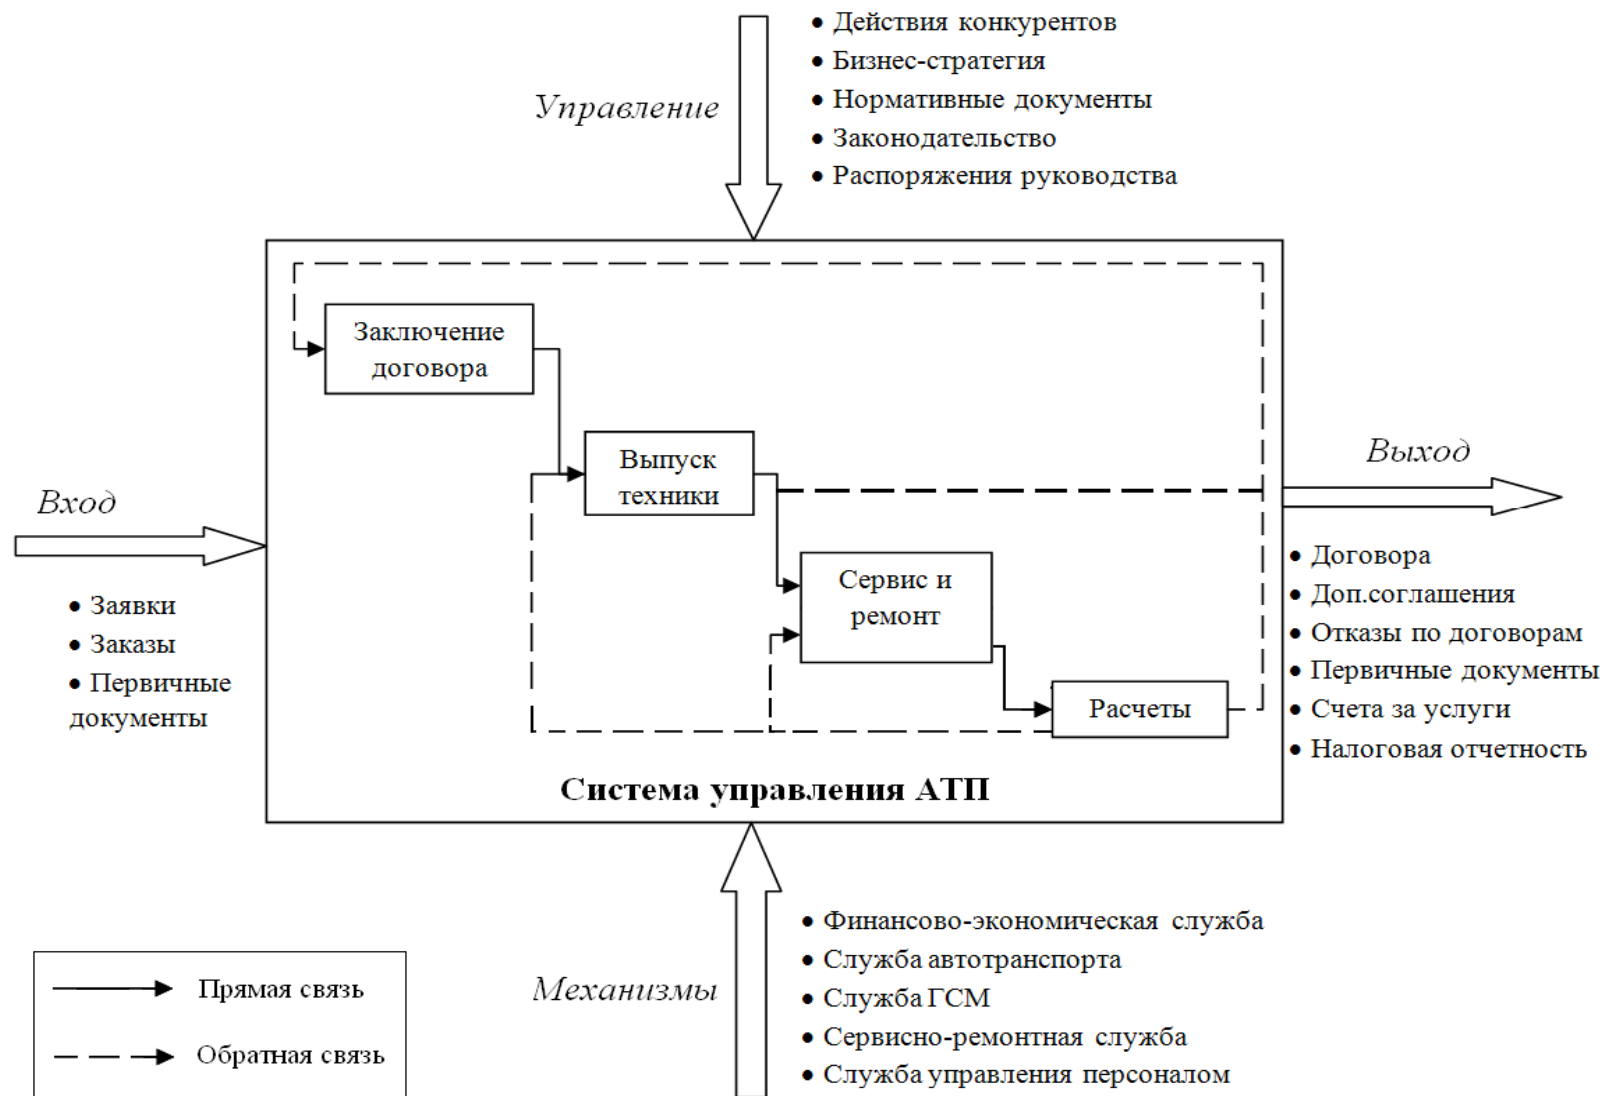 • Действия конкурентов
• Бизнес-стратегия
• Нормативные документы
• Законодательство
• Распоряжения руководства
Управление
Заключение
договора
Выпуск
техники
Сервис и
ремонт
Расчеты
Система управления АТП
Вход
• Заявки
• Заказы
• Первичные
документы
Выход
• Договора
• Доп.соглашения
• Отказы по договорам
• Первичные документы
• Счета за услуги
• Налоговая отчетность
Механизмы
• Финансово-экономическая служба
• Служба автотранспорта
• Служба ГСМ
• Сервисно-ремонтная служба
• Служба управления персоналом
Прямая связь
Обратная связь